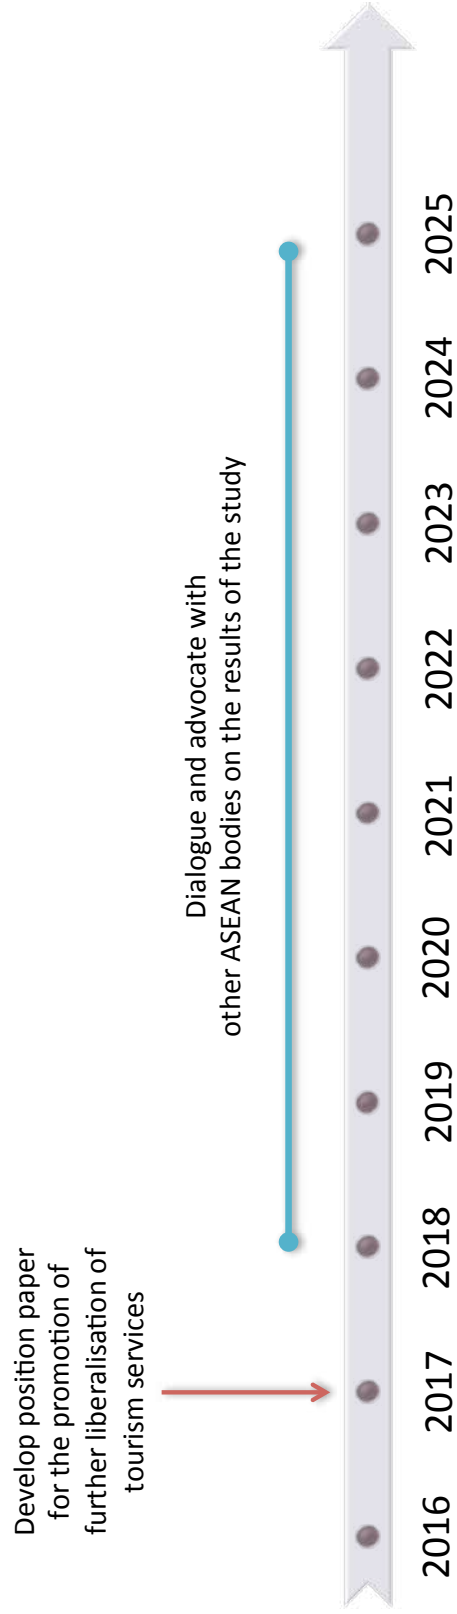 Develop position paper
for the promotion of
further liberalisation of
tourism services
Dialogue and advocate with
other ASEAN bodies on the results of the study
2016
2017
2018
2019
2020
2021
2022
2023
2024
2025